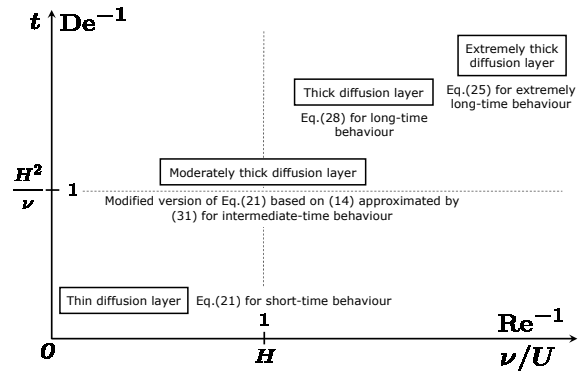 t De⁻¹
Extremely thick
diffusion layer
Thick diffusion layer
Eq.(25) for extremely
long-time behaviour
Eq.(28) for long-time
behaviour
Moderately thick diffusion layer
H²
ν
1
Modified version of Eq.(21) based on (14) approximated by
(31) for intermediate-time behaviour
Thin diffusion layer
Eq.(21) for short-time behaviour
1
Re⁻¹
0
H
ν/U